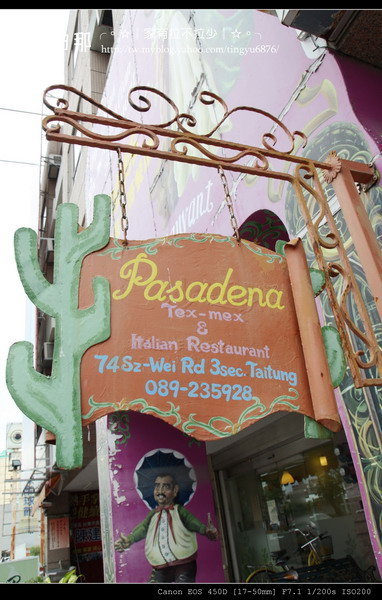 http://tw.myblog.yahoo.com/tingyu6876/
Pasadena
Tex-mex
&
Italian Restaurant
74 Sz-Wei Rd 3sec. Taitung
089-235928
Canon EOS 450D [17-50mm] F7.1 1/200s ISO200